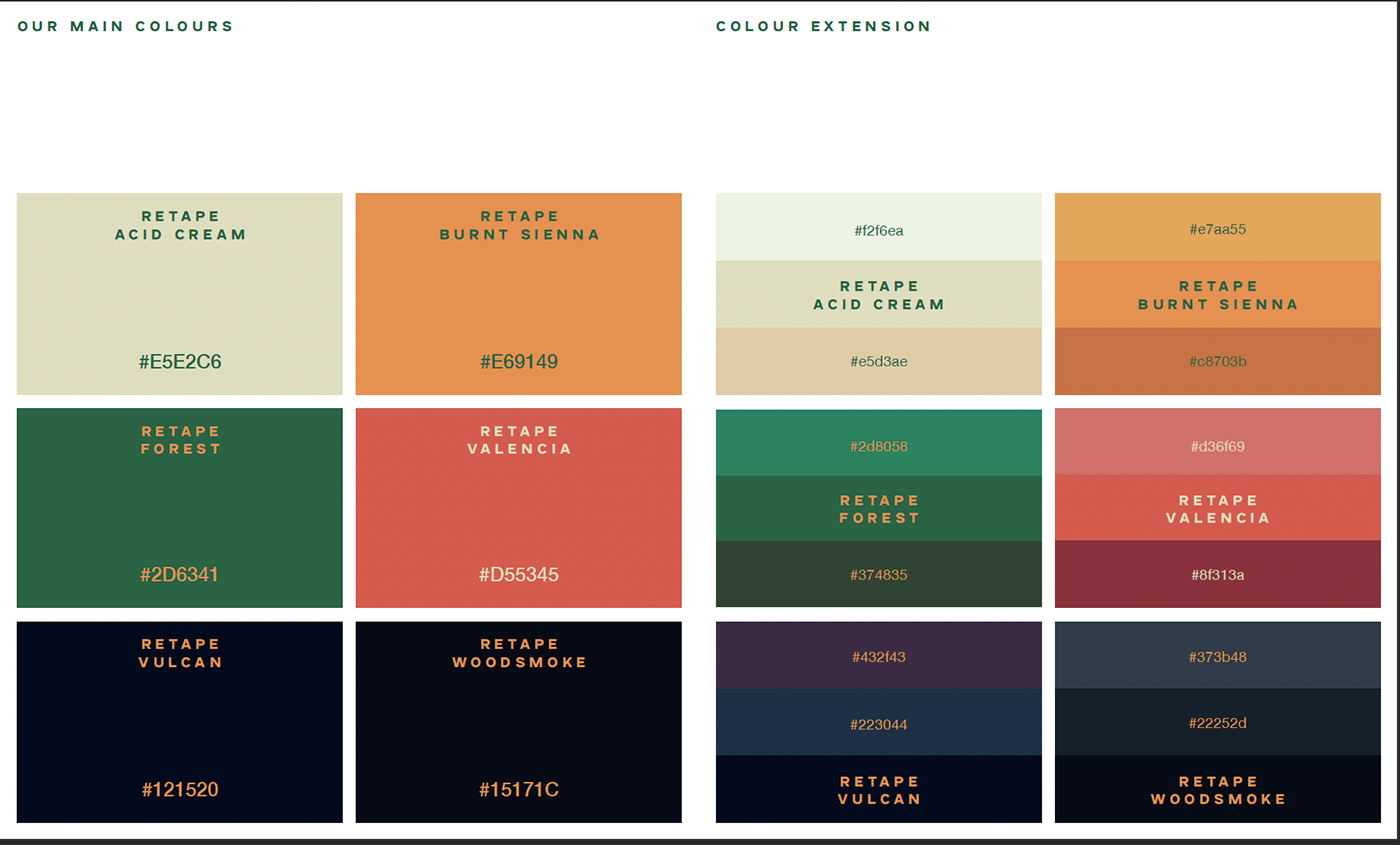 OUR MAIN COLOURS
COLOUR EXTENSION
RETAPE
ACID CREAM
#E5E2C6
RETAPE
BURNT SIENNA
#E69149
RETAPE
FOREST
#2D6341
RETAPE
VALENCIA
#D55345
RETAPE
VULCAN
#121520
RETAPE
WOODSMOKE
#15171C
#f2f6ea
RETAPE
ACID CREAM
#e5d3ae
#e7aa55
RETAPE
BURNT SIENNA
#c8703b
#2d8058
RETAPE
FOREST
#374835
#d36f69
RETAPE
VALENCIA
#8f313a
#432f43
#223044
RETAPE
VULCAN
#373b48
#22252d
RETAPE
WOODSMOKE